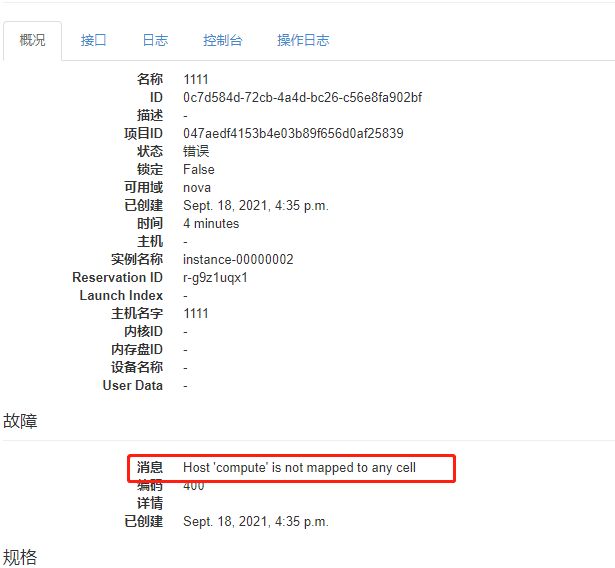 概况 接口 日志 控制台 操作日志
名称 1111
ID 0c7d584d-72cb-4a4d-bc26-c56e8fa902bf
描述 -
项目ID 047aedf4153b4e03b89f656d0af25839
状态 错误
锁定 False
可用域 nova
已创建 Sept. 18, 2021, 4:35 p.m.
时间 4 minutes
主机 -
实例名称 instance-00000002
Reservation ID r-g9z1uqx1
Launch Index -
主机名字 1111
内核ID -
内存盘ID -
设备名称 -
User Data -
故障
消息 Host 'compute' is not mapped to any cell
编码 400
详情
已创建 Sept. 18, 2021, 4:35 p.m.
规格